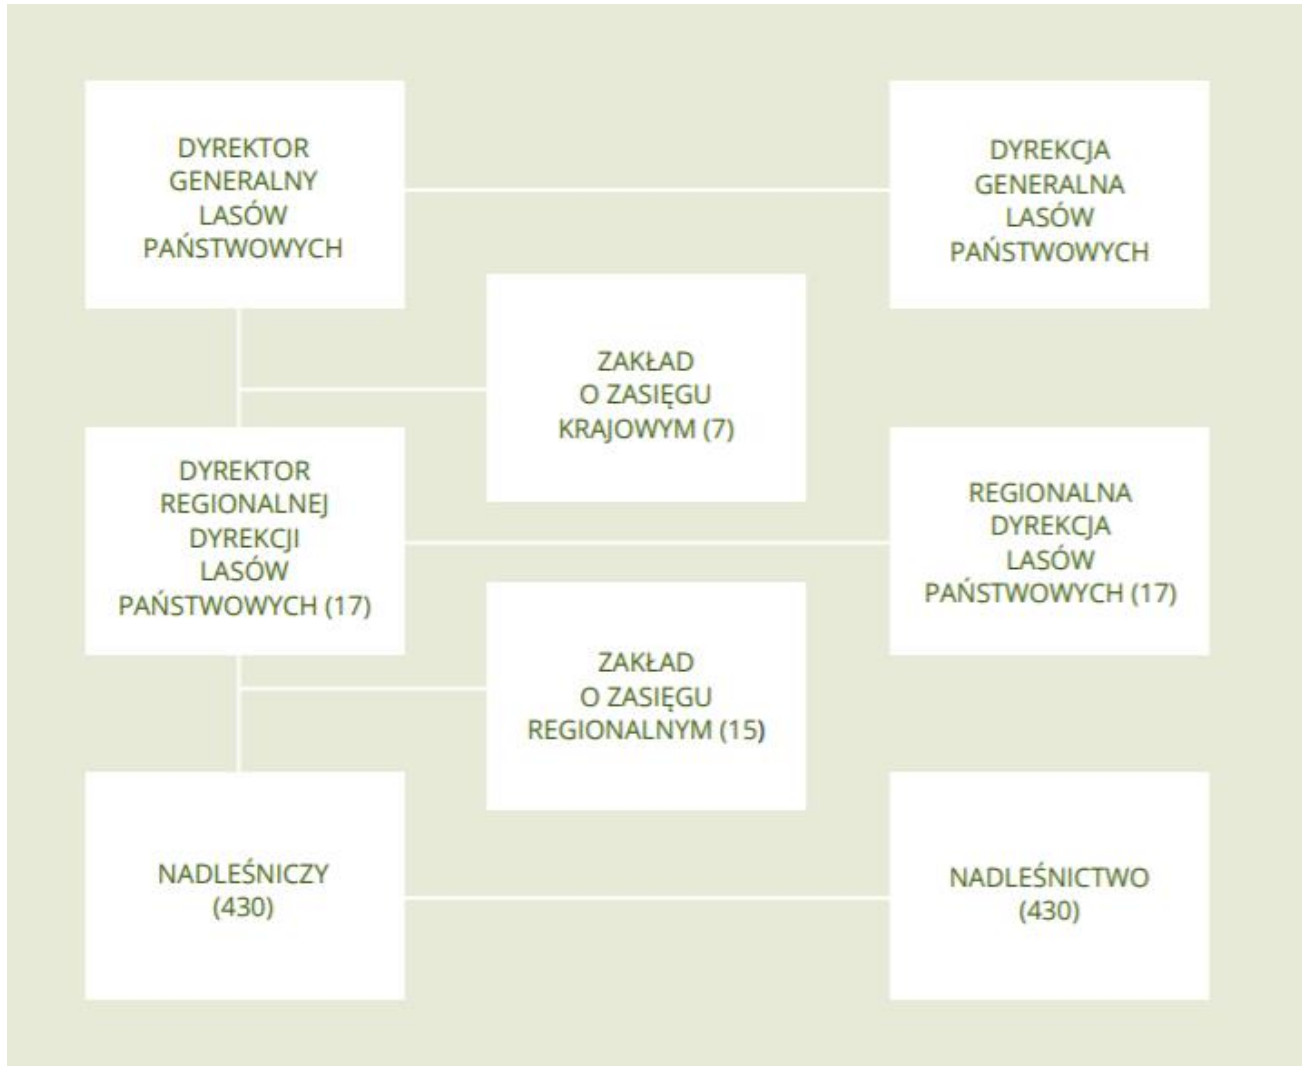 DYREKTOR
GENERALNY
LASÓW
PAŃSTWOWYCH
DYREKCJA
GENERALNA
LASÓW
PAŃSTWOWYCH
ZAKŁAD
O ZASIĘGU
KRAJOWYM (7)
DYREKTOR
REGIONALNEJ
DYREKCJI
LASÓW
PAŃSTWOWYCH (17)
REGIONALNA
DYREKCJA
LASÓW
PAŃSTWOWYCH (17)
ZAKŁAD
O ZASIĘGU
REGIONALNYM (15)
NADLEŚNICZY
(430)
NADLEŚNICTWO
(430)